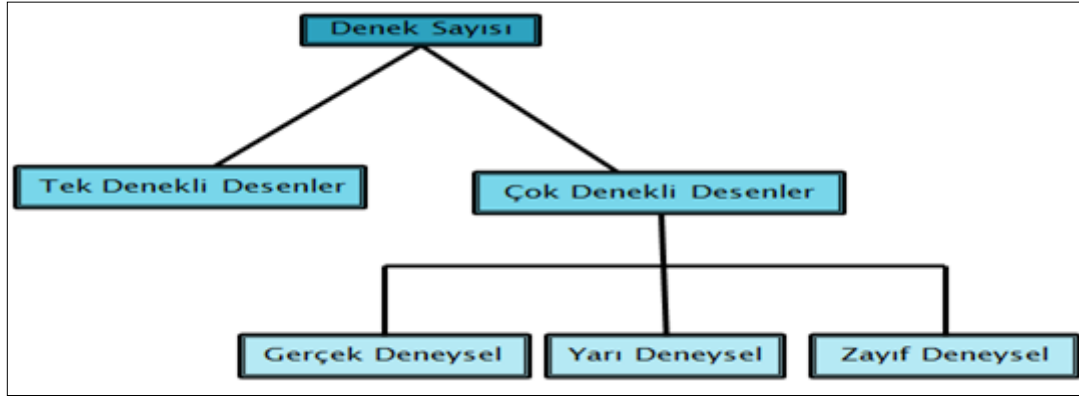 Denek Sayısı
Tek Denekli Desenler
Çok Denekli Desenler
Gerçek Deneysel
Yarı Deneysel
Zayıf Deneysel